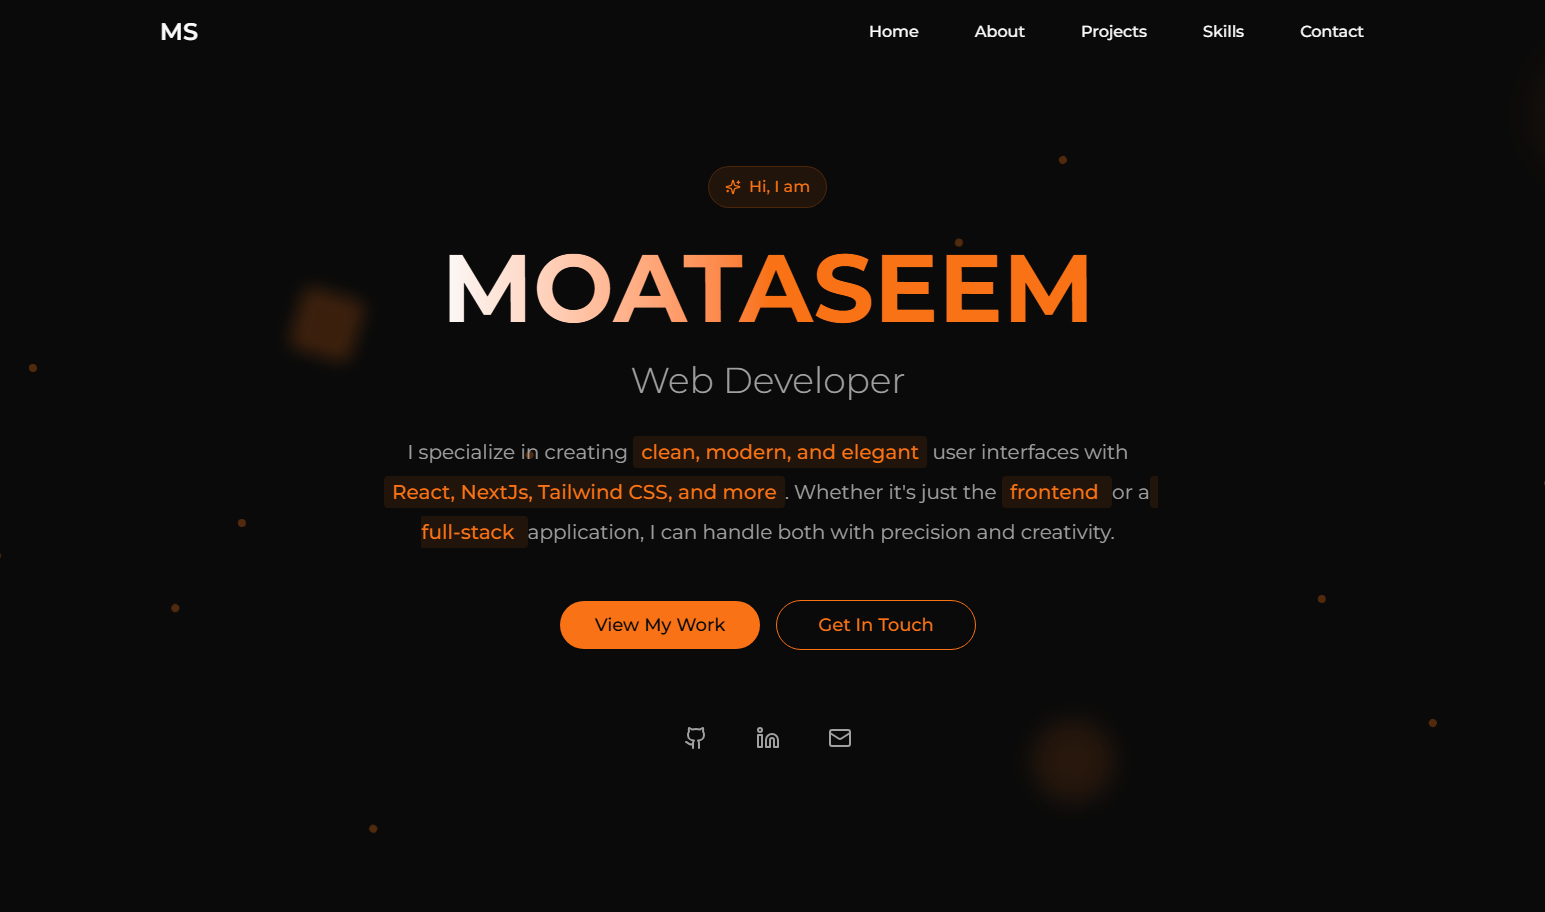 MS
Home About Projects Skills Contact
Hi, I am
MOATASEEM
Web Developer
I specialize in creating clean, modern, and elegant user interfaces with
React, NextJs, Tailwind CSS, and more . Whether it's just the frontend or a
full-stack application, I can handle both with precision and creativity.
View My Work Get In Touch